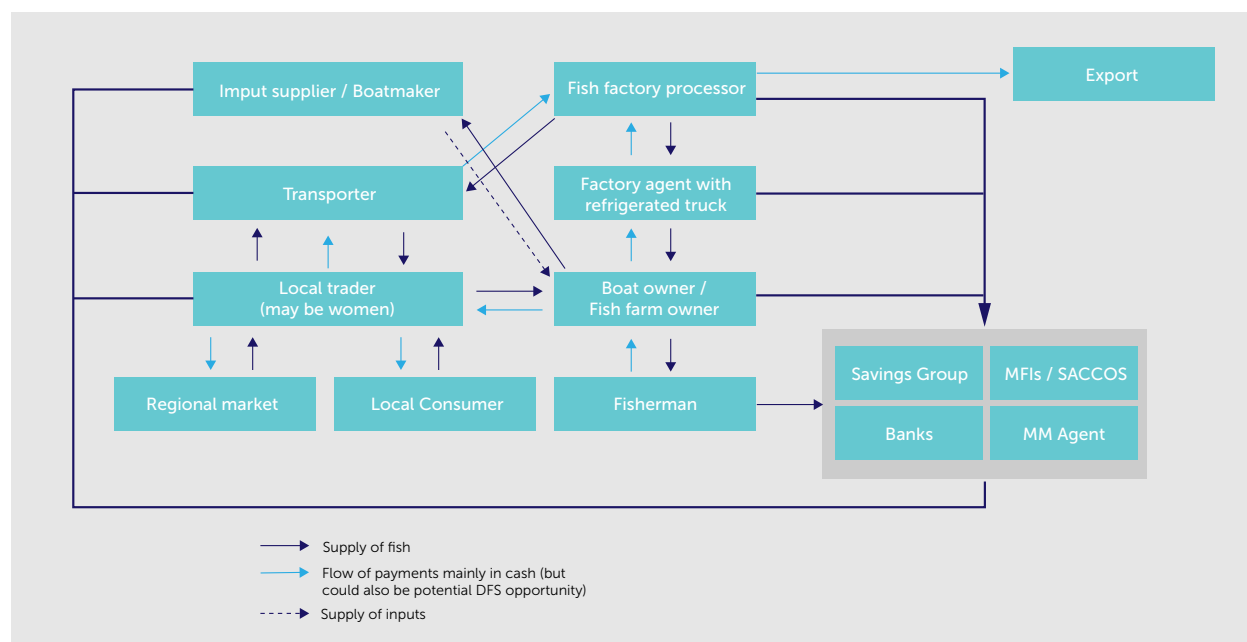 Imput supplier / Boatmaker
Fish factory processor
Export
Transporter
Factory agent with
refrigerated truck
Local trader
(may be women)
Boat owner /
Fish farm owner
Regional market
Local Consumer
Fisherman
Savings Group
MFIs / SACCOS
Banks
MM Agent
Supply of fish
Flow of payments mainly in cash (but
could also be potential DFS opportunity)
Supply of inputs